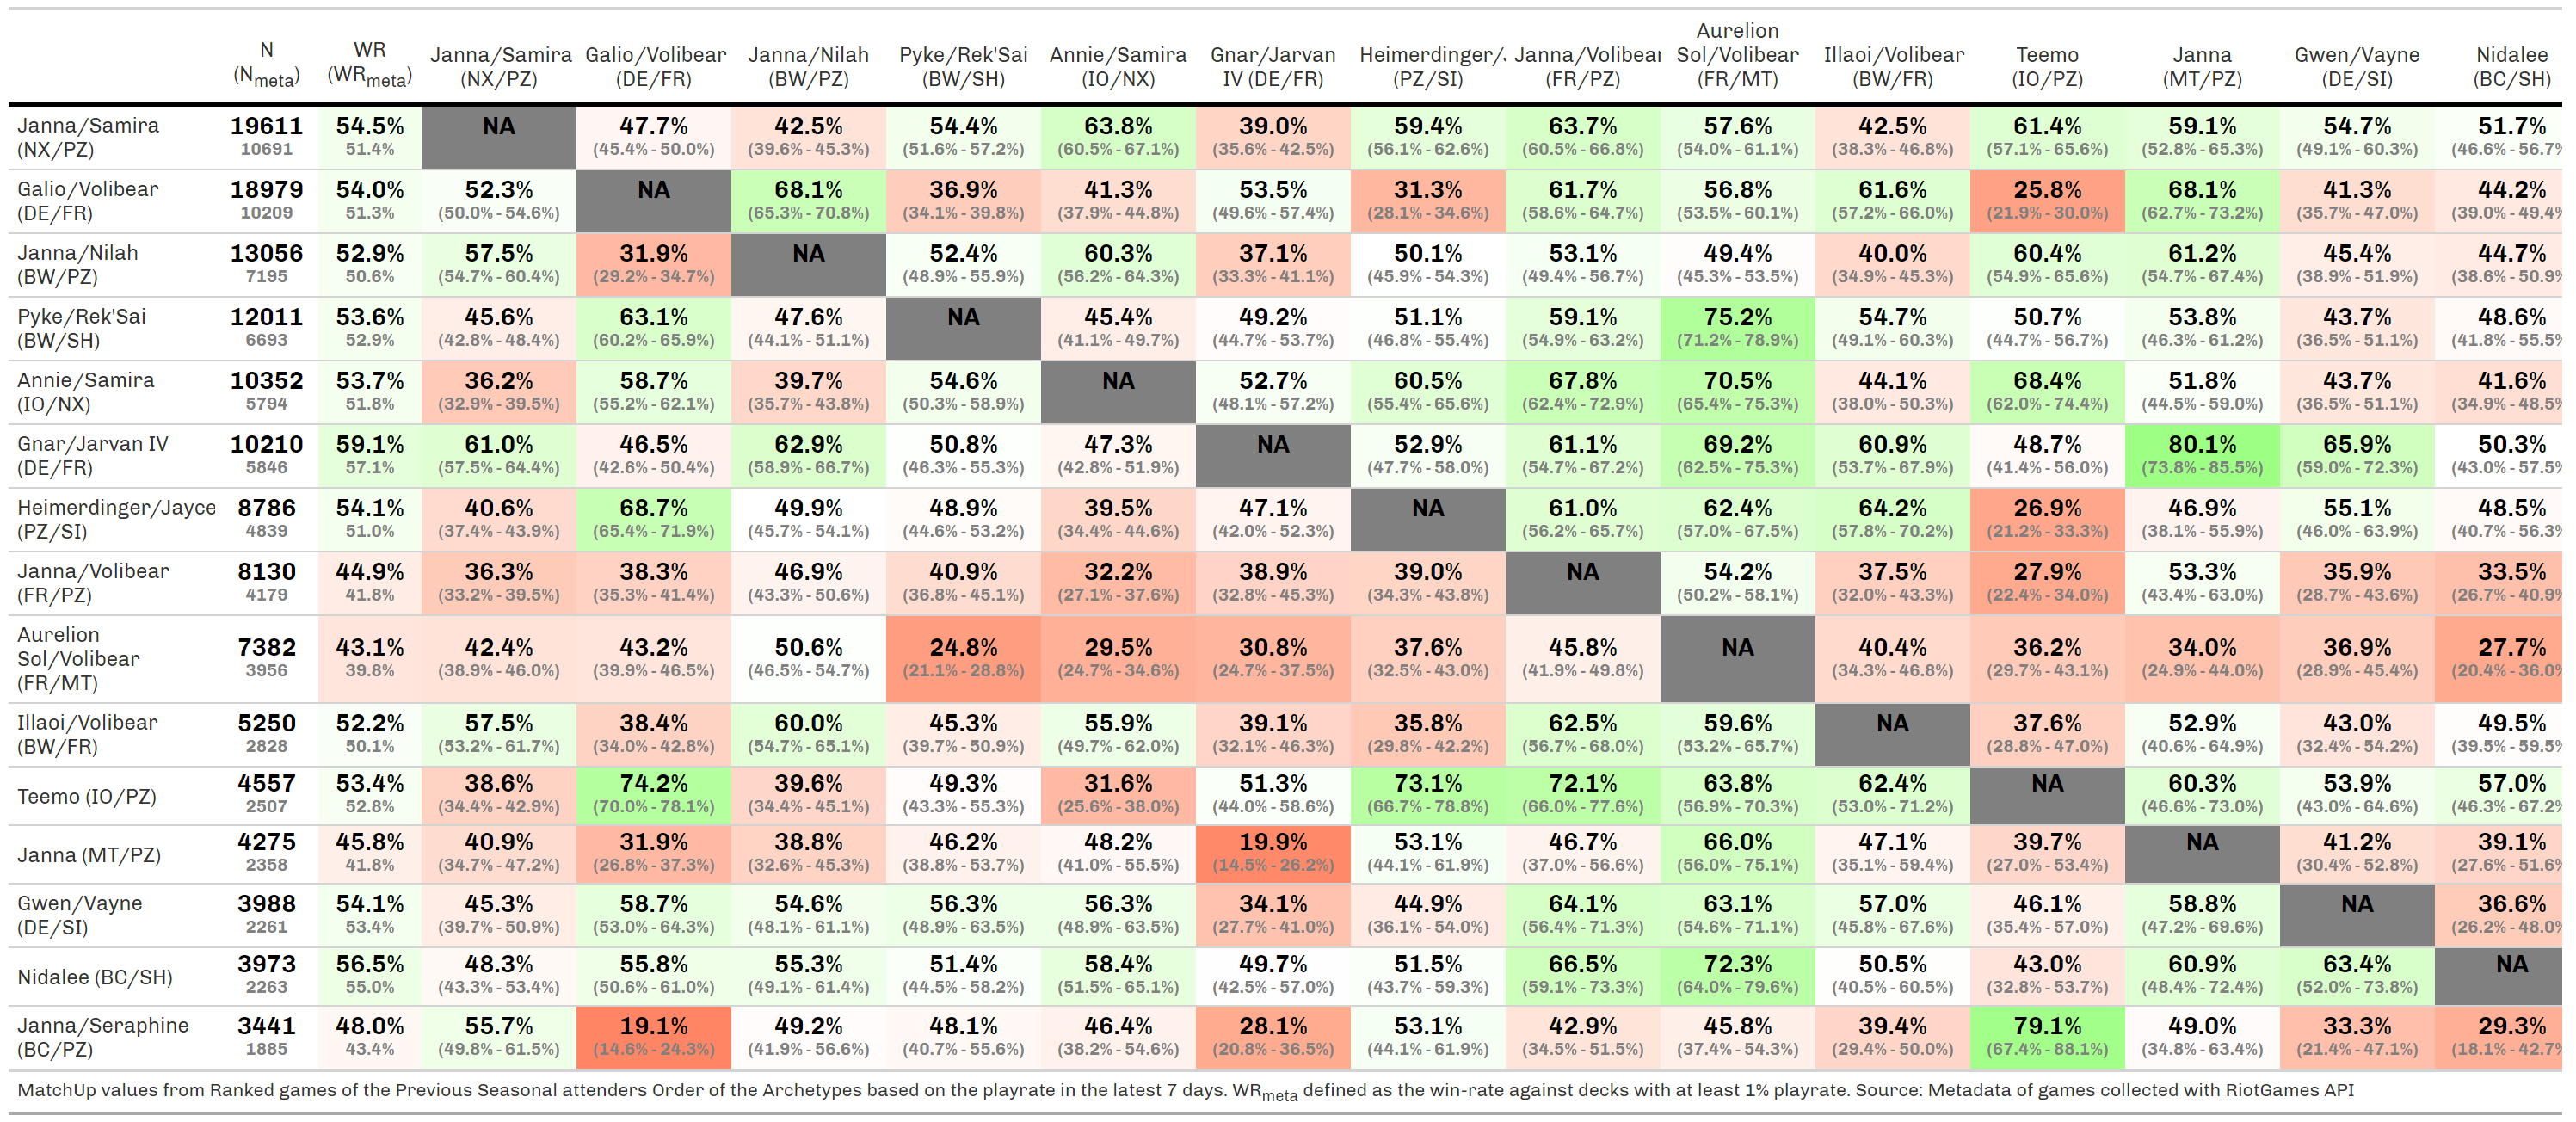 N (Nmeta) WR (WRmeta) Janna/Samira (NX/PZ) Galio/Volibear (DE/FR) Janna/Nilah (BW/PZ) Pyke/Rek'Sai (BW/SH) Annie/Samira (IO/NX) Gnar/Jarvan IV (DE/FR) Heimerdinger/ (PZ/SI) Janna/Volibear (FR/PZ) Aurelion Sol/Volibear (FR/MT) Illaoi/Volibear (BW/FR) Teemo (IO/PZ) Janna (MT/PZ) Gwen/Vayne (DE/SI) Nidalee (BC/SH)
Janna/Samira 19611 54.5% NA 47.7% 42.5% 54.4% 63.8% 39.0% 59.4% 63.7% 57.6% 42.5% 61.4% 59.1% 54.7% 51.7%
(NX/PZ) 10691 51.4% (45.4% - 50.0%) (39.6% - 45.3%) (51.6% - 57.2%) (60.5% - 67.1%) (35.6% - 42.5%) (56.1% - 62.6%) (60.5% - 66.8%) (54.0% - 61.1%) (38.3% - 46.8%) (57.1% - 65.6%) (52.8% - 65.3%) (49.1% - 60.3%) (46.6% - 56.7%
Galio/Volibear 18979 54.0% 52.3% NA 68.1% 36.9% 41.3% 53.5% 31.3% 61.7% 56.8% 61.6% 25.8% 68.1% 41.3% 44.2%
(DE/FR) 10209 51.3% (50.0% - 54.6%) (65.3% - 70.8%) (34.1% - 39.8%) (37.9% - 44.8%) (49.6% - 57.4%) (28.1% - 34.6%) (58.6% - 64.7%) (53.5% - 60.1%) (57.2% - 66.0%) (21.9% - 30.0%) (62.7% - 73.2%) (35.7% - 47.0%) (39.0% - 49.4%
Janna/Nilah 13056 52.9% 57.5% 31.9% NA 52.4% 60.3% 37.1% 50.1% 53.1% 49.4% 40.0% 60.4% 61.2% 45.4% 44.7%
(BW/PZ) 7195 50.6% (54.7% - 60.4%) (29.2% - 34.7%) (48.9% - 55.9%) (56.2% - 64.3%) (33.3% - 41.1%) (45.9% - 54.3%) (49.4% - 56.7%) (45.3% - 53.5%) (34.9% - 45.3%) (54.9% - 65.6%) (54.7% - 67.4%) (38.9% - 51.9%) (38.6% - 50.9%
Pyke/Rek'Sai 12011 53.6% 45.6% 63.1% 47.6% NA 45.4% 49.2% 51.1% 59.1% 75.2% 54.7% 50.7% 53.8% 43.7% 48.6%
(BW/SH) 6693 52.9% (42.8% - 48.4%) (60.2% - 65.9%) (44.1% - 51.1%) (41.1% - 49.7%) (44.7% - 53.7%) (46.8% - 55.4%) (54.9% - 63.2%) (71.2% - 78.9%) (49.1% - 60.3%) (44.7% - 56.7%) (46.3% - 61.2%) (36.5% - 51.1%) (41.8% - 55.5%
Annie/Samira 10352 53.7% 36.2% 58.7% 39.7% 54.6% NA 52.7% 60.5% 67.8% 70.5% 44.1% 68.4% 51.8% 43.7% 41.6%
(IO/NX) 5794 51.8% (32.9% - 39.5%) (55.2% - 62.1%) (35.7% - 43.8%) (50.3% - 58.9%) (48.1% - 57.2%) (55.4% - 65.6%) (62.4% - 72.9%) (65.4% - 75.3%) (38.0% - 50.3%) (62.0% - 74.4%) (44.5% - 59.0%) (36.5% - 51.1%) (34.9% - 48.5%
Gnar/Jarvan IV 10210 59.1% 61.0% 46.5% 62.9% 50.8% 47.3% NA 52.9% 61.1% 69.2% 60.9% 48.7% 80.1% 65.9% 50.3%
(DE/FR) 5846 57.1% (57.5% - 64.4%) (42.6% - 50.4%) (58.9% - 66.7%) (46.3% - 55.3%) (42.8% - 51.9%) (47.7% - 58.0%) (54.7% - 67.2%) (62.5% - 75.3%) (53.7% - 67.9%) (41.4% - 56.0%) (73.8% - 85.5%) (59.0% - 72.3%) (43.0% - 57.5%
Heimerdinger/Jayce 8786 54.1% 40.6% 68.7% 49.9% 48.9% 39.5% 47.1% NA 61.0% 62.4% 64.2% 26.9% 46.9% 55.1% 48.5%
(PZ/SI) 4839 51.0% (37.4% - 43.9%) (65.4% - 71.9%) (45.7% - 54.1%) (44.6% - 53.2%) (34.4% - 44.6%) (42.0% - 52.3%) (56.2% - 65.7%) (57.0% - 67.5%) (57.8% - 70.2%) (21.2% - 33.3%) (38.1% - 55.9%) (46.0% - 63.9%) (40.7% - 56.3%
Janna/Volibear 8130 44.9% 36.3% 38.3% 46.9% 40.9% 32.2% 38.9% 39.0% NA 54.2% 37.5% 27.9% 53.3% 35.9% 33.5%
(FR/PZ) 4179 41.8% (33.2% - 39.5%) (35.3% - 41.4%) (43.3% - 50.6%) (36.8% - 45.1%) (27.1% - 37.6%) (32.8% - 45.3%) (34.3% - 43.8%) (50.2% - 58.1%) (32.0% - 43.3%) (22.4% - 34.0%) (43.4% - 63.0%) (28.7% - 43.6%) (26.7% - 40.9%
Aurelion
Sol/Volibear 7382 43.1% 42.4% 43.2% 50.6% 24.8% 29.5% 30.8% 37.6% 45.8% NA 40.4% 36.2% 34.0% 36.9% 27.7%
(FR/MT) 3956 39.8% (38.9% - 46.0%) (39.9% - 46.5%) (46.5% - 54.7%) (21.1% - 28.8%) (24.7% - 34.6%) (24.7% - 37.5%) (32.5% - 43.0%) (41.9% - 49.8%) (34.3% - 46.8%) (29.7% - 43.1%) (24.9% - 44.0%) (28.9% - 45.4%) (20.4% - 36.0%
Illaoi/Volibear 5250 52.2% 57.5% 38.4% 60.0% 45.3% 55.9% 39.1% 35.8% 62.5% 59.6% NA 37.6% 52.9% 43.0% 49.5%
(BW/FR) 2828 50.1% (53.2% - 61.7%) (34.0% - 42.8%) (54.7% - 65.1%) (39.7% - 50.9%) (49.7% - 62.0%) (32.1% - 46.3%) (29.8% - 42.2%) (56.7% - 68.0%) (53.2% - 65.7%) (28.8% - 47.0%) (40.6% - 64.9%) (32.4% - 54.2%) (39.5% - 59.5%
Teemo (IO/PZ) 4557 53.4% 38.6% 74.2% 39.6% 49.3% 31.6% 51.3% 73.1% 72.1% 63.8% 62.4% NA 60.3% 53.9% 57.0%
2507 52.8% (34.4% - 42.9%) (70.0% - 78.1%) (34.4% - 45.1%) (43.3% - 55.3%) (25.6% - 38.0%) (44.0% - 58.6%) (66.7% - 78.8%) (66.0% - 77.6%) (56.9% - 70.3%) (53.0% - 71.2%) (46.6% - 73.0%) (43.0% - 64.6%) (46.3% - 67.2%
Janna (MT/PZ) 4275 45.8% 40.9% 31.9% 38.8% 46.2% 48.2% 19.9% 53.1% 46.7% 66.0% 47.1% 39.7% NA 41.2% 39.1%
2358 41.8% (34.7% - 47.2%) (26.8% - 37.3%) (32.6% - 45.3%) (38.8% - 53.7%) (41.0% - 55.5%) (14.5% - 26.2%) (44.1% - 61.9%) (37.0% - 56.6%) (56.0% - 75.1%) (35.1% - 59.4%) (27.0% - 53.4%) (30.4% - 52.8%) (27.6% - 51.6%
Gwen/Vayne 3988 54.1% 45.3% 58.7% 54.6% 56.3% 56.3% 34.1% 44.9% 64.1% 63.1% 57.0% 46.1% 58.8% NA 36.6%
(DE/SI) 2261 53.4% (39.7% - 50.9%) (53.0% - 64.3%) (48.1% - 61.1%) (48.9% - 63.5%) (48.9% - 63.5%) (27.7% - 41.0%) (36.1% - 54.0%) (56.4% - 71.3%) (54.6% - 71.1%) (45.8% - 67.6%) (35.4% - 57.0%) (47.2% - 69.6%) (26.2% - 48.0%
Nidalee (BC/SH) 3973 56.5% 48.3% 55.8% 55.3% 51.4% 58.4% 49.7% 51.5% 66.5% 72.3% 50.5% 43.0% 60.9% 63.4% NA
2263 55.0% (43.3% - 53.4%) (50.6% - 61.0%) (49.1% - 61.4%) (44.5% - 58.2%) (51.5% - 65.1%) (42.5% - 57.0%) (43.7% - 59.3%) (59.1% - 73.3%) (64.0% - 79.6%) (40.5% - 60.5%) (32.8% - 53.7%) (48.4% - 72.4%) (52.0% - 73.8%)
Janna/Seraphine 3441 48.0% 55.7% 19.1% 49.2% 48.1% 46.4% 28.1% 53.1% 42.9% 45.8% 39.4% 79.1% 49.0% 33.3% 29.3%
(BC/PZ) 1885 43.4% (49.8% - 61.5%) (14.6% - 24.3%) (41.9% - 56.6%) (40.7% - 55.6%) (38.2% - 54.6%) (20.8% - 36.5%) (44.1% - 61.9%) (34.5% - 51.5%) (37.4% - 54.3%) (29.4% - 50.0%) (67.4% - 88.1%) (34.8% - 63.4%) (21.4% - 47.1%) (18.1% - 42.7%
MatchUp values from Ranked games of the Previous Seasonal attenders Order of the Archetypes based on the playrate in the latest 7 days. WRmeta defined as the win-rate against decks with at least 1% playrate. Source: Metadata of games collected with RiotGames API